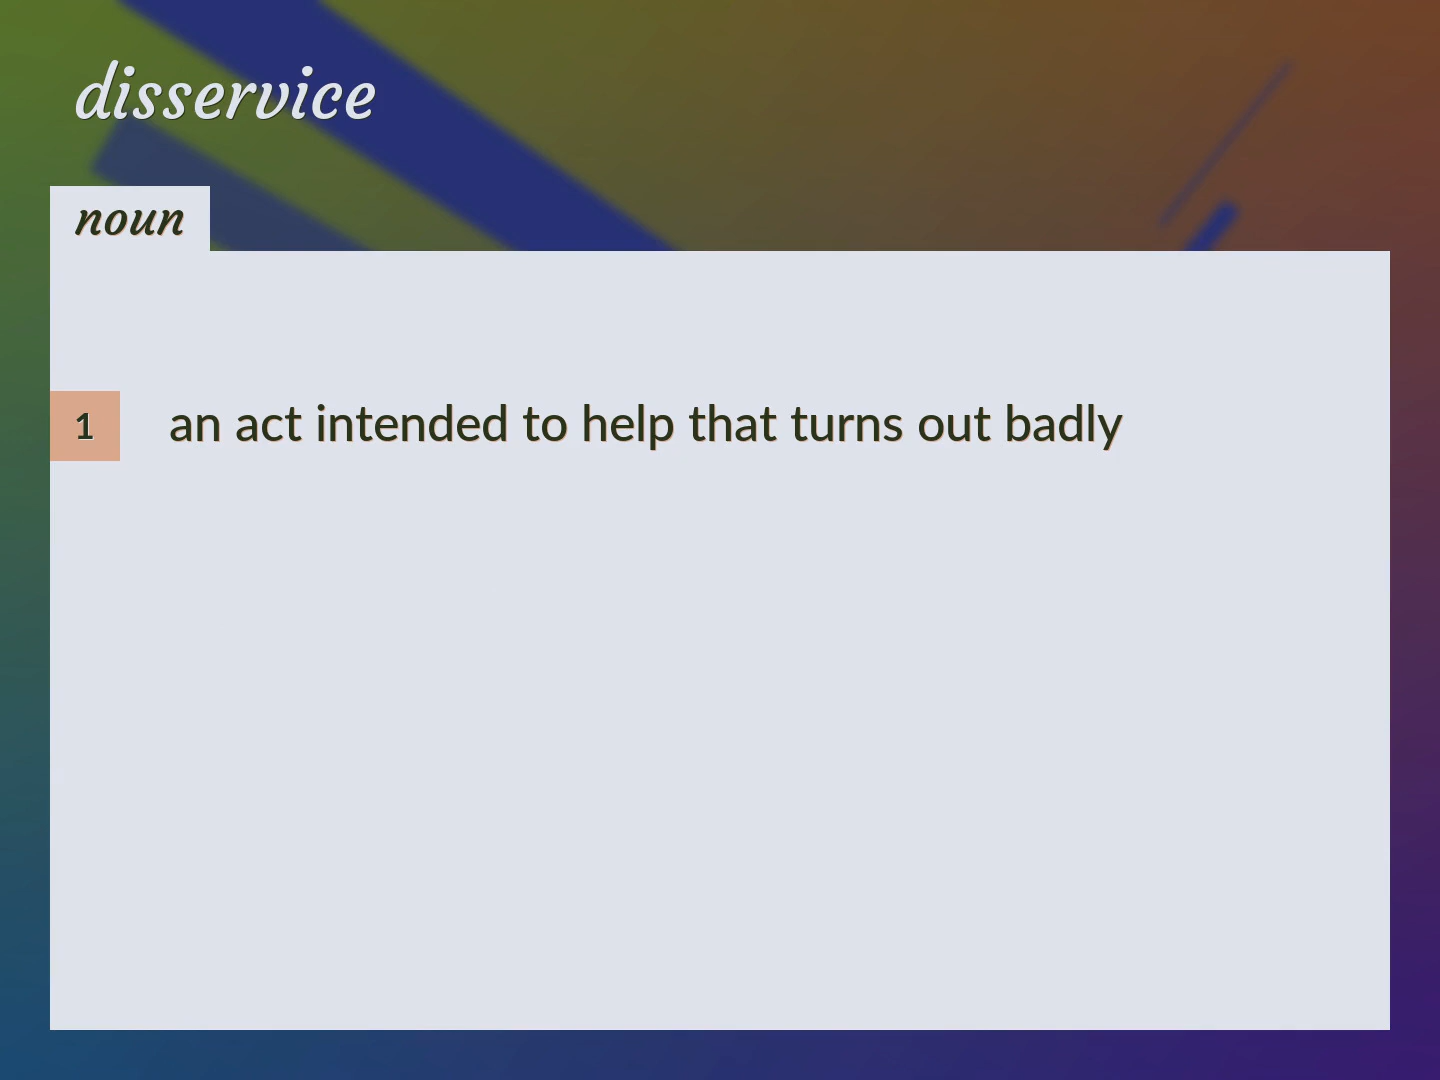 disservice
noun
1 an act intended to help that turns out badly